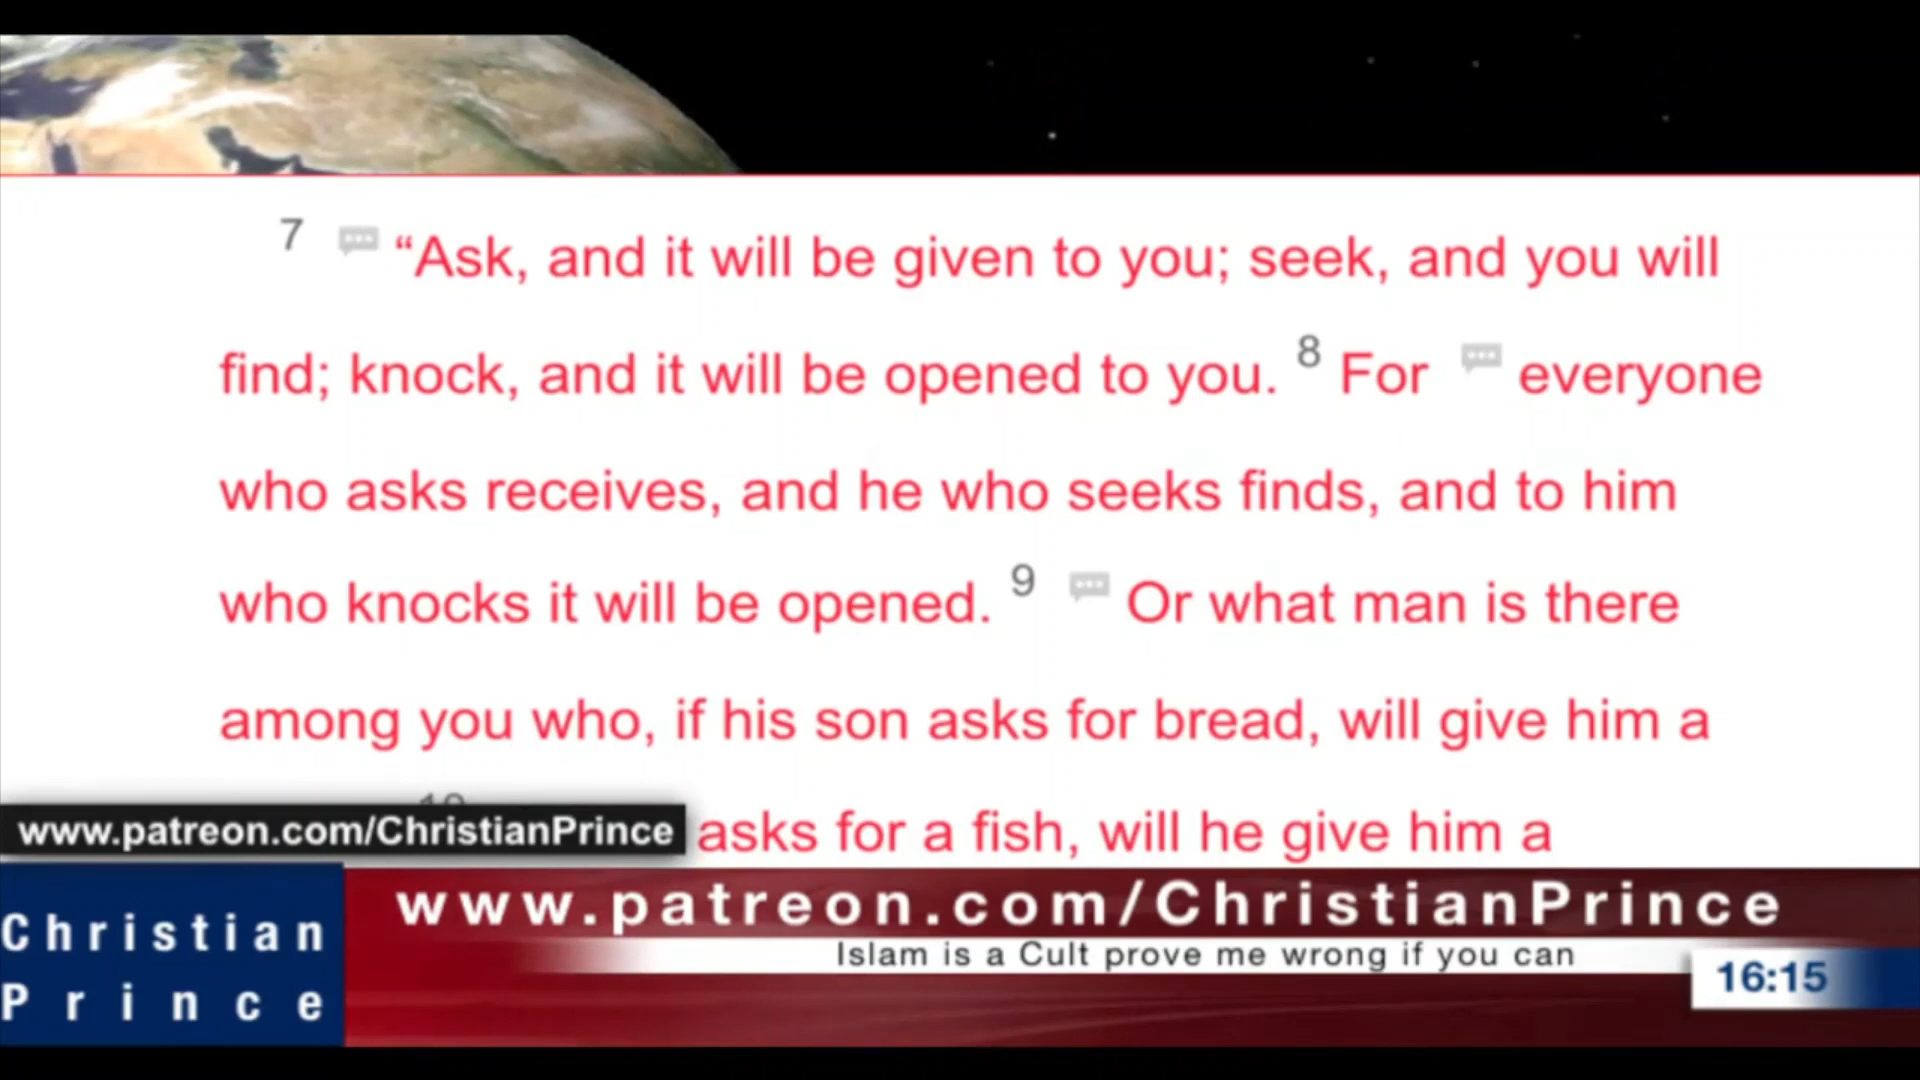 7 “Ask, and it will be given to you; seek, and you will
find; knock, and it will be opened to you. 8 For everyone
who asks receives, and he who seeks finds, and to him
who knocks it will be opened. 9 Or what man is there
among you who, if his son asks for bread, will give him a
asks for a fish, will he give him a
www.patreon.com/ChristianPrince
www.patreon.com/ChristianPrince
Islam is a Cult prove me wrong if you can
Christian
Prince
16:15